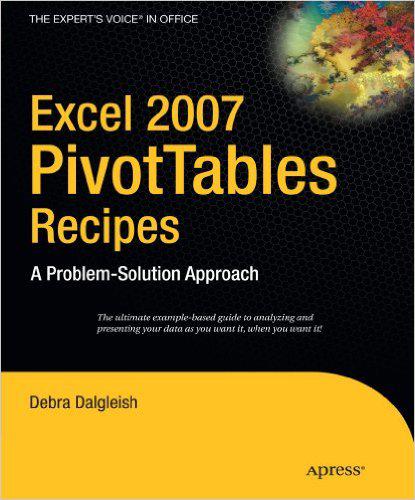 THE EXPERT'S VOICE® IN OFFICE
Excel 2007
PivotTables
Recipes
A Problem-Solution Approach
The ultimate example-based guide to analyzing and
presenting your data as you want it, when you want it!
Debra Dalgleish
Apress®